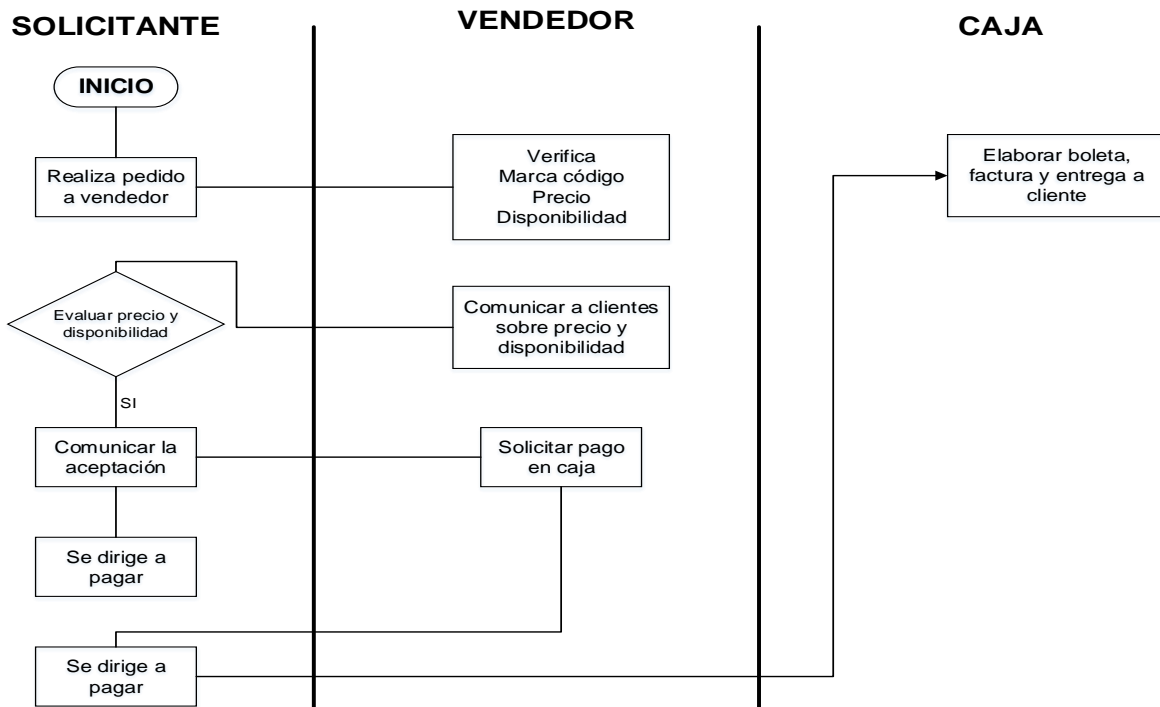 SOLICITANTE
VENDEDOR
CAJA
INICIO
Realiza pedido
a vendedor
Verifica
Marca código
Precio
Disponibilidad
Elaborar boleta,
factura y entrega a
cliente
Evaluar precio y
disponibilidad
Comunicar a clientes
sobre precio y
disponibilidad
SI
Comunicar la
aceptación
Solicitar pago
en caja
Se dirige a
pagar
Se dirige a
pagar